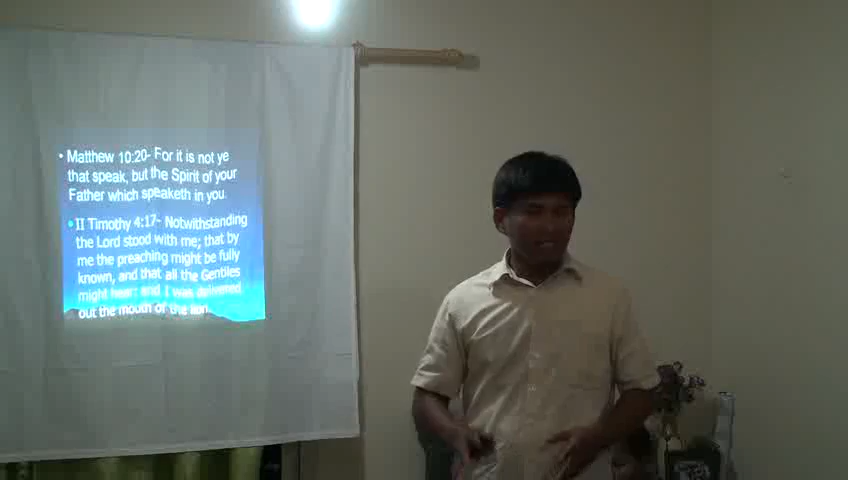 • Matthew 10:20- For it is not ye
that speak, but the Spirit of your
Father which speaketh in you.
• II Timothy 4:17- Notwithstanding
the Lord stood with me; that by
me the preaching might be fully
known, and that all the Gentiles
might hear: and I was delivered
out the mouth of the lion.